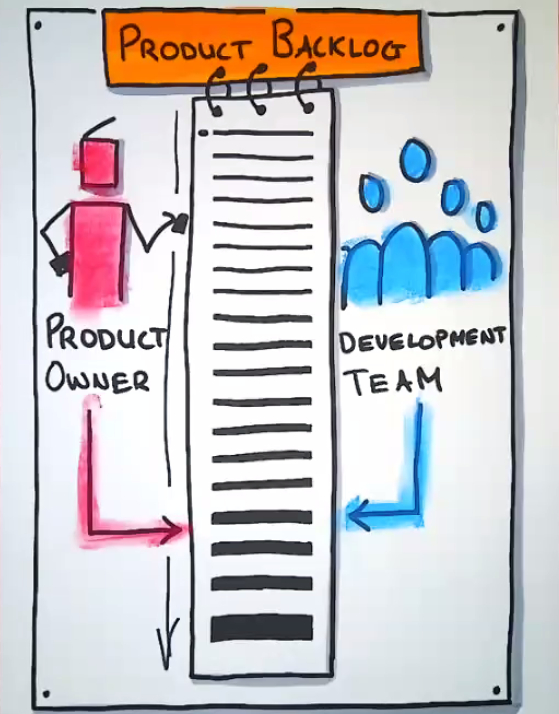 PRODUCT BACKLOG
PRODUCT
OWNER
DEVELOPMENT
TEAM